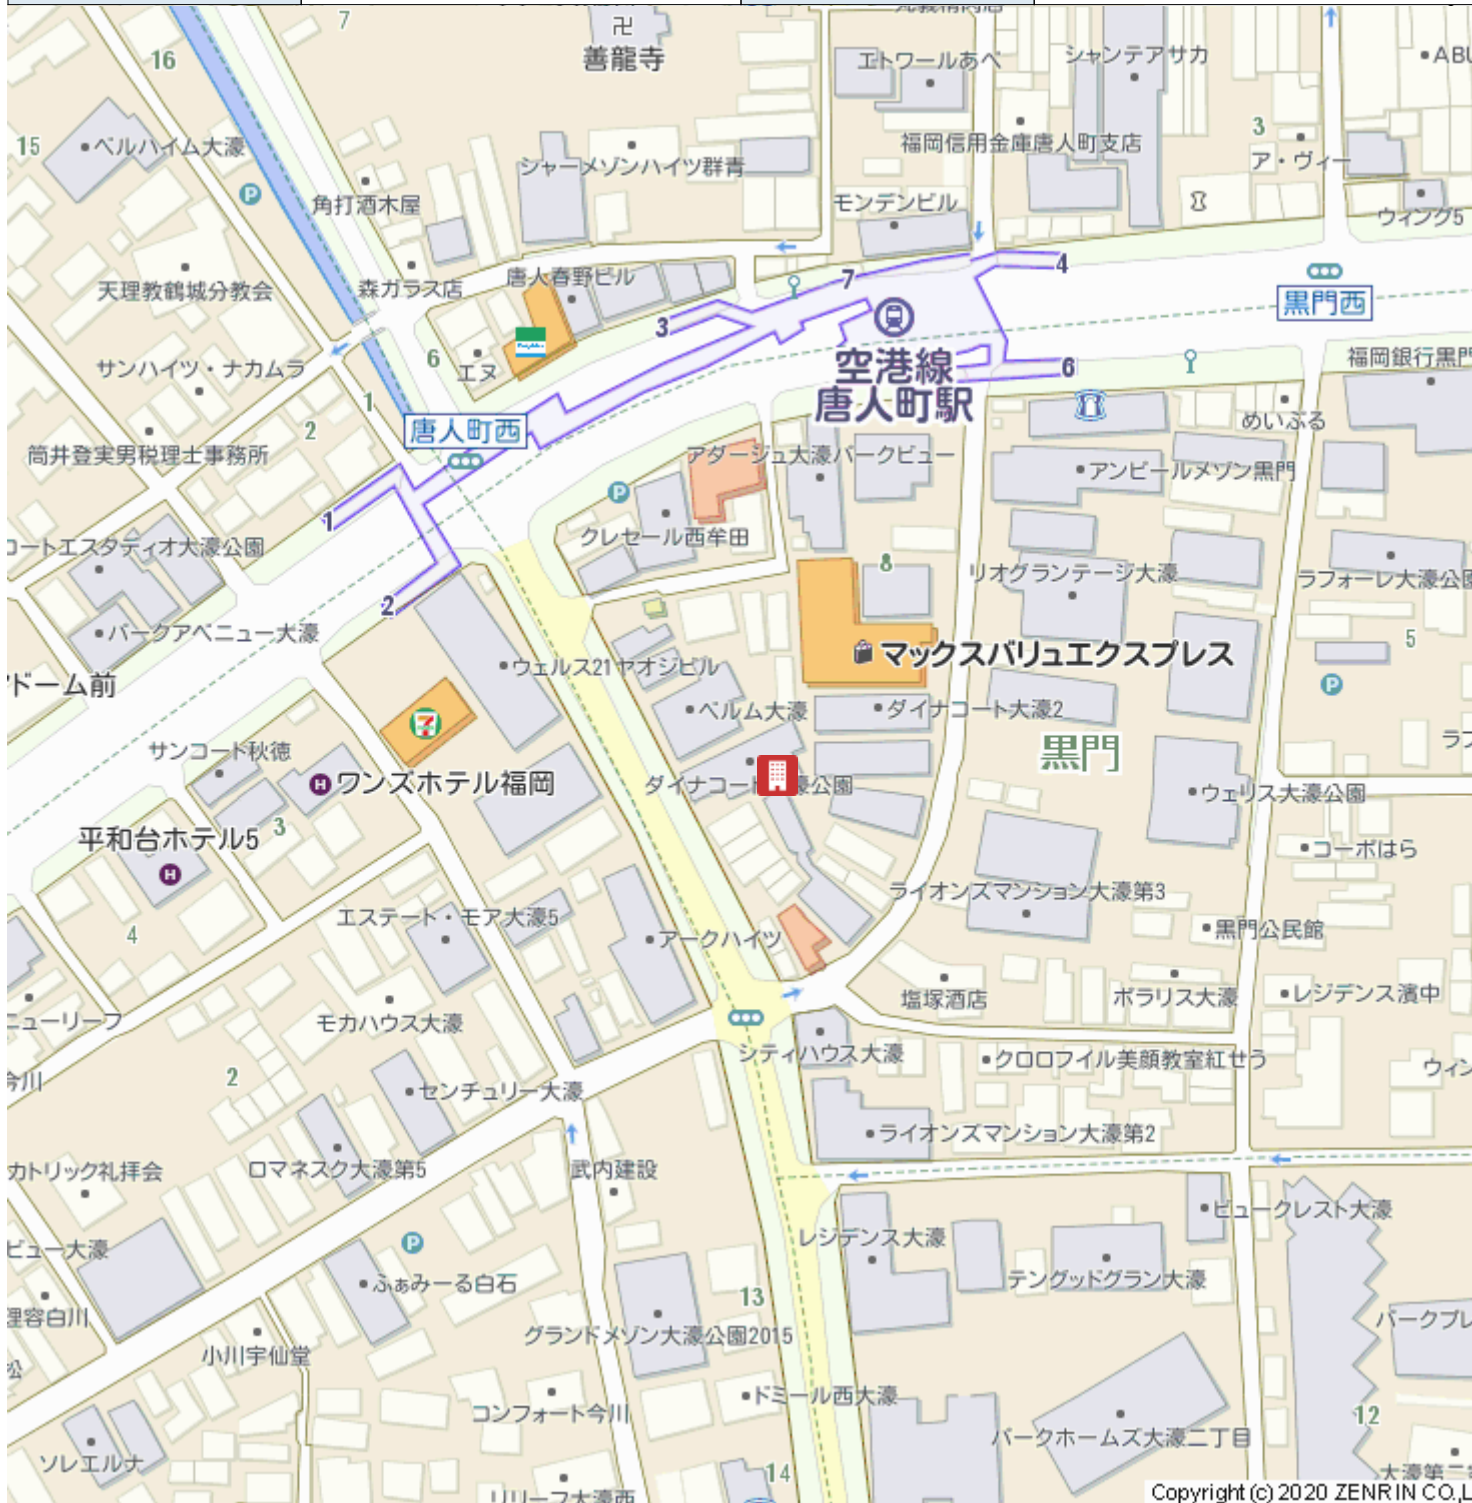 7
卍
善龍寺
16
エトワールあべ
シャンテアサカ
15
ベルハイム大濠
P
シャーメゾンハイツ群青
福岡信用金庫唐人町支店
3
ア・ヴィー
角打酒木屋
モンデンビル
ウィング5
天理教鶴城分教会
森ガラス店
唐人春野ビル
7
4
3
黒門西
サンハイツ・ナカムラ
6
エヌ
空港線
唐人町駅
6
福岡銀行黒門
1
2
唐人町西
めいぷる
筒井登実男税理士事務所
アダージュ大濠パークビュー
アンピールメゾン黒門
P
1
クレセール西牟田
コートエスタディオ大濠公園
8
リオグランテージ大濠
ラフォーレ大濠公園
2
パークアベニュー大濠
5
ドーム前
ウェルス21
ヤオジビル
マックスバリュエクスプレス
P
ベルム大濠
ダイナコート大濠2
サンコート秋徳
黒門
H
ワンズホテル福岡
ウェリス大濠公園
平和台ホテル5
3
H
コーポはら
ライオンズマンション大濠第3
エステート・モア大濠5
4
アークハイツ
黒門公民館
塩塚酒店
ポラリス大濠
レジデンス濱中
ニューリーフ
モカハウス大濠
シティハウス大濠
クロロフイル美顔教室紅せう
今川
2
センチュリー大濠
ライオンズマンション大濠第2
カトリック礼拝会
ロマネスク大濠第5
武内建設
ビュークレスト大濠
レジデンス大濠
ビュー大濠
P
ふぁみーる白石
テングッドグラン大濠
13
理容白川
グランドメゾン大濠公園2015
パークプレ
小川宇仙堂
松
ドミール西大濠
コンフォート今川
12
パークホームズ大濠二丁目
ソレエルナ
14
リリーフ大濠西
Copyright (c) 2020 ZENRIN CO.,L